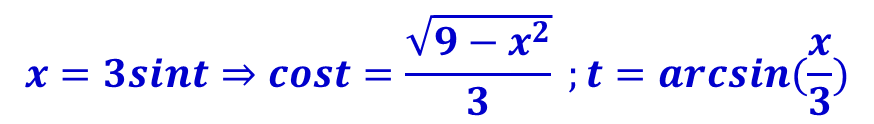 x = 3sint ⇒ cost = √(9 − x²)/3 ; t = arcsin(x/3)